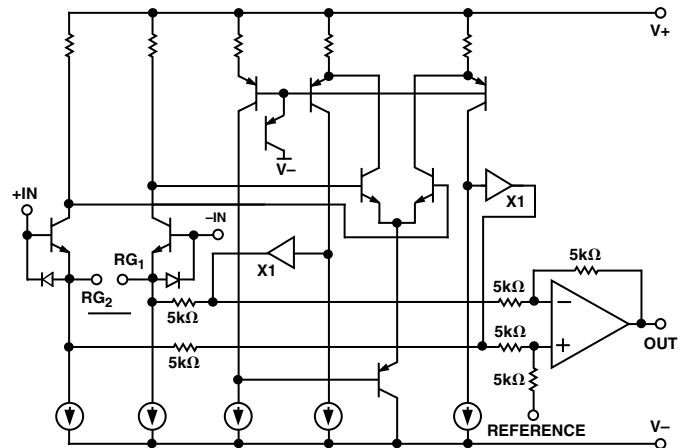 V+
V–
+IN
–IN
X1
RG1
RG2
X1
5kΩ
5kΩ
5kΩ
–
5kΩ
5kΩ
+
OUT
5kΩ
REFERENCE
V–